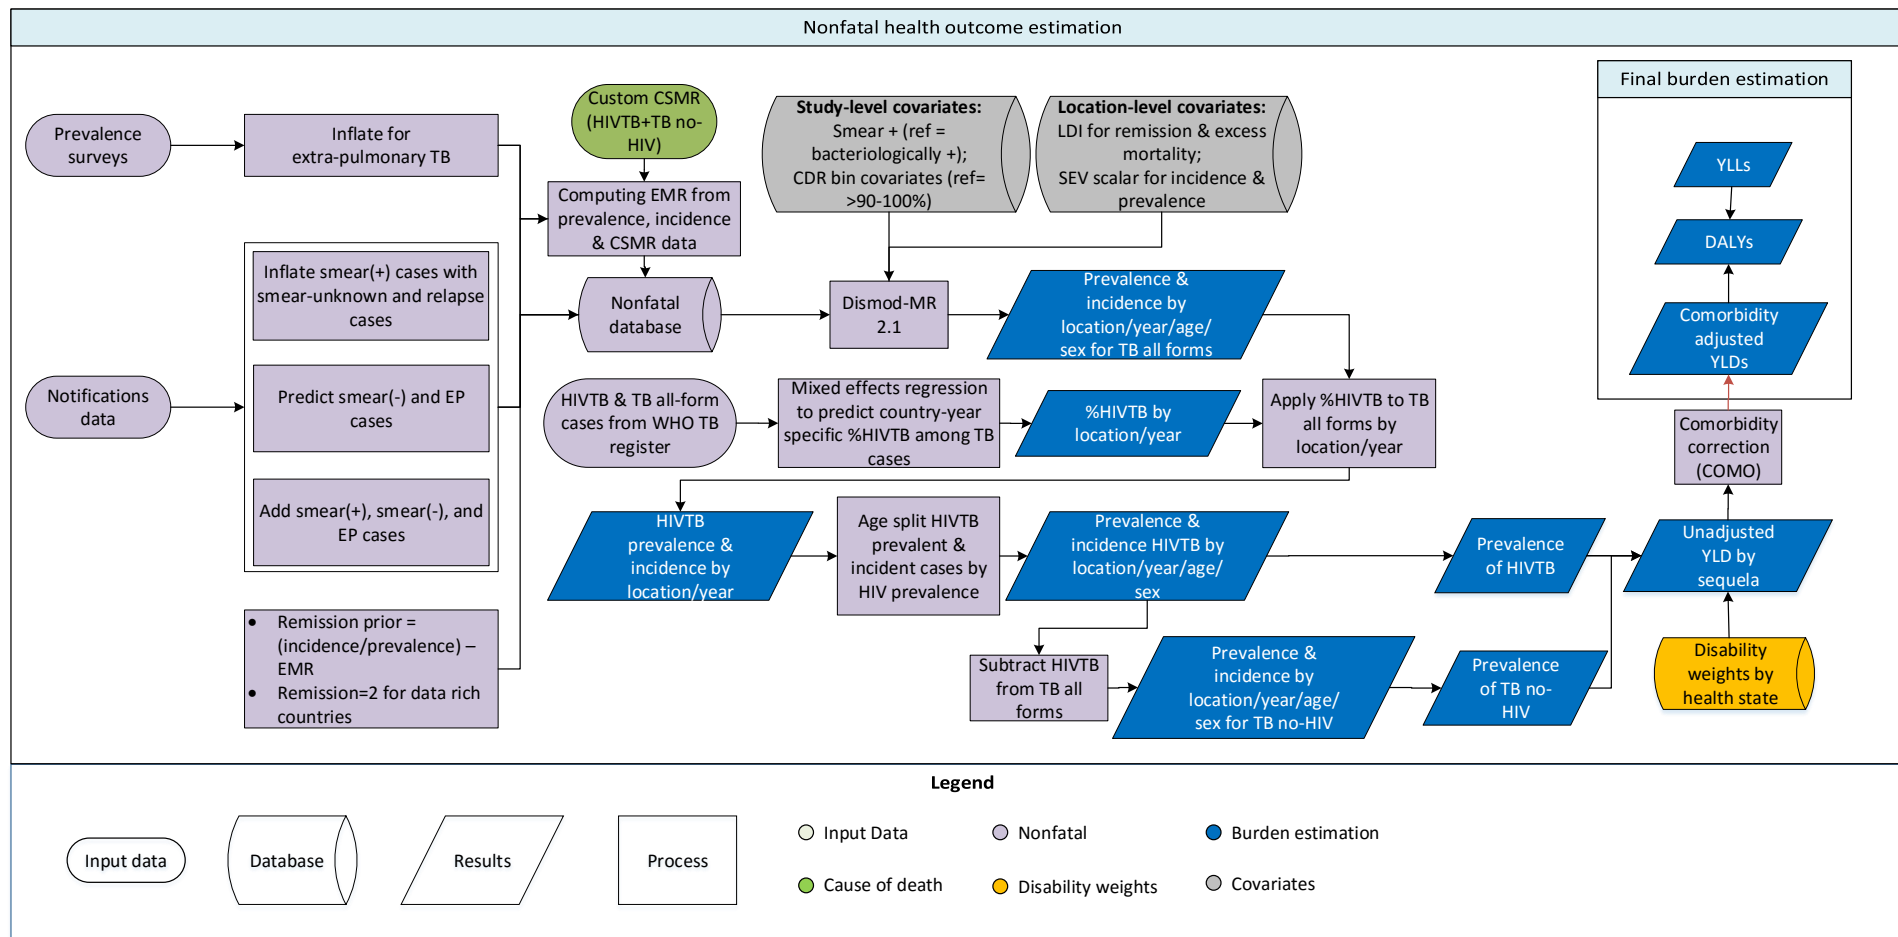 Nonfatal health outcome estimation
Prevalence
surveys
Inflate for
extra-pulmonary TB
Custom CSMR
(HIVTB+TB no-
HIV)
Computing EMR from
prevalence, incidence
& CSMR data
Study-level covariates:
Smear + (ref =
bacteriologically +);
CDR bin covariates (ref=
>90-100%)
Location-level covariates:
LDI for remission & excess
mortality;
SEV scalar for incidence &
prevalence
Final burden estimation
YLLs
DALYs
Comorbidity
adjusted
YLDs
Notifications
data
Inflate smear(+) cases with
smear-unknown and relapse
cases
Predict smear(-) and EP
cases
Add smear(+), smear(-), and
EP cases
• Remission prior =
(incidence/prevalence) –
EMR
• Remission=2 for data rich
countries
Nonfatal
database
Dismod-MR
2.1
Prevalence &
incidence by
location/year/age/
sex for TB all forms
HIVTB & TB all-form
cases from WHO TB
register
Mixed effects regression
to predict country-year
specific %HIVTB among TB
cases
%HIVTB by
location/year
Apply %HIVTB to TB
all forms by
location/year
Comorbidity
correction
(COMO)
HIVTB
prevalence &
incidence by
location/year
Age split HIVTB
prevalent &
incident cases by
HIV prevalence
Prevalence &
incidence HIVTB by
location/year/age/
sex
Prevalence
of HIVTB
Unadjusted
YLD by
sequela
Subtract HIVTB
from TB all
forms
Prevalence &
incidence by
location/year/age/
sex for TB no-HIV
Prevalence
of TB no-
HIV
Disability
weights by
health state
Legend
Input data
Database
Results
Process
Input Data
Nonfatal
Burden estimation
Cause of death
Disability weights
Covariates